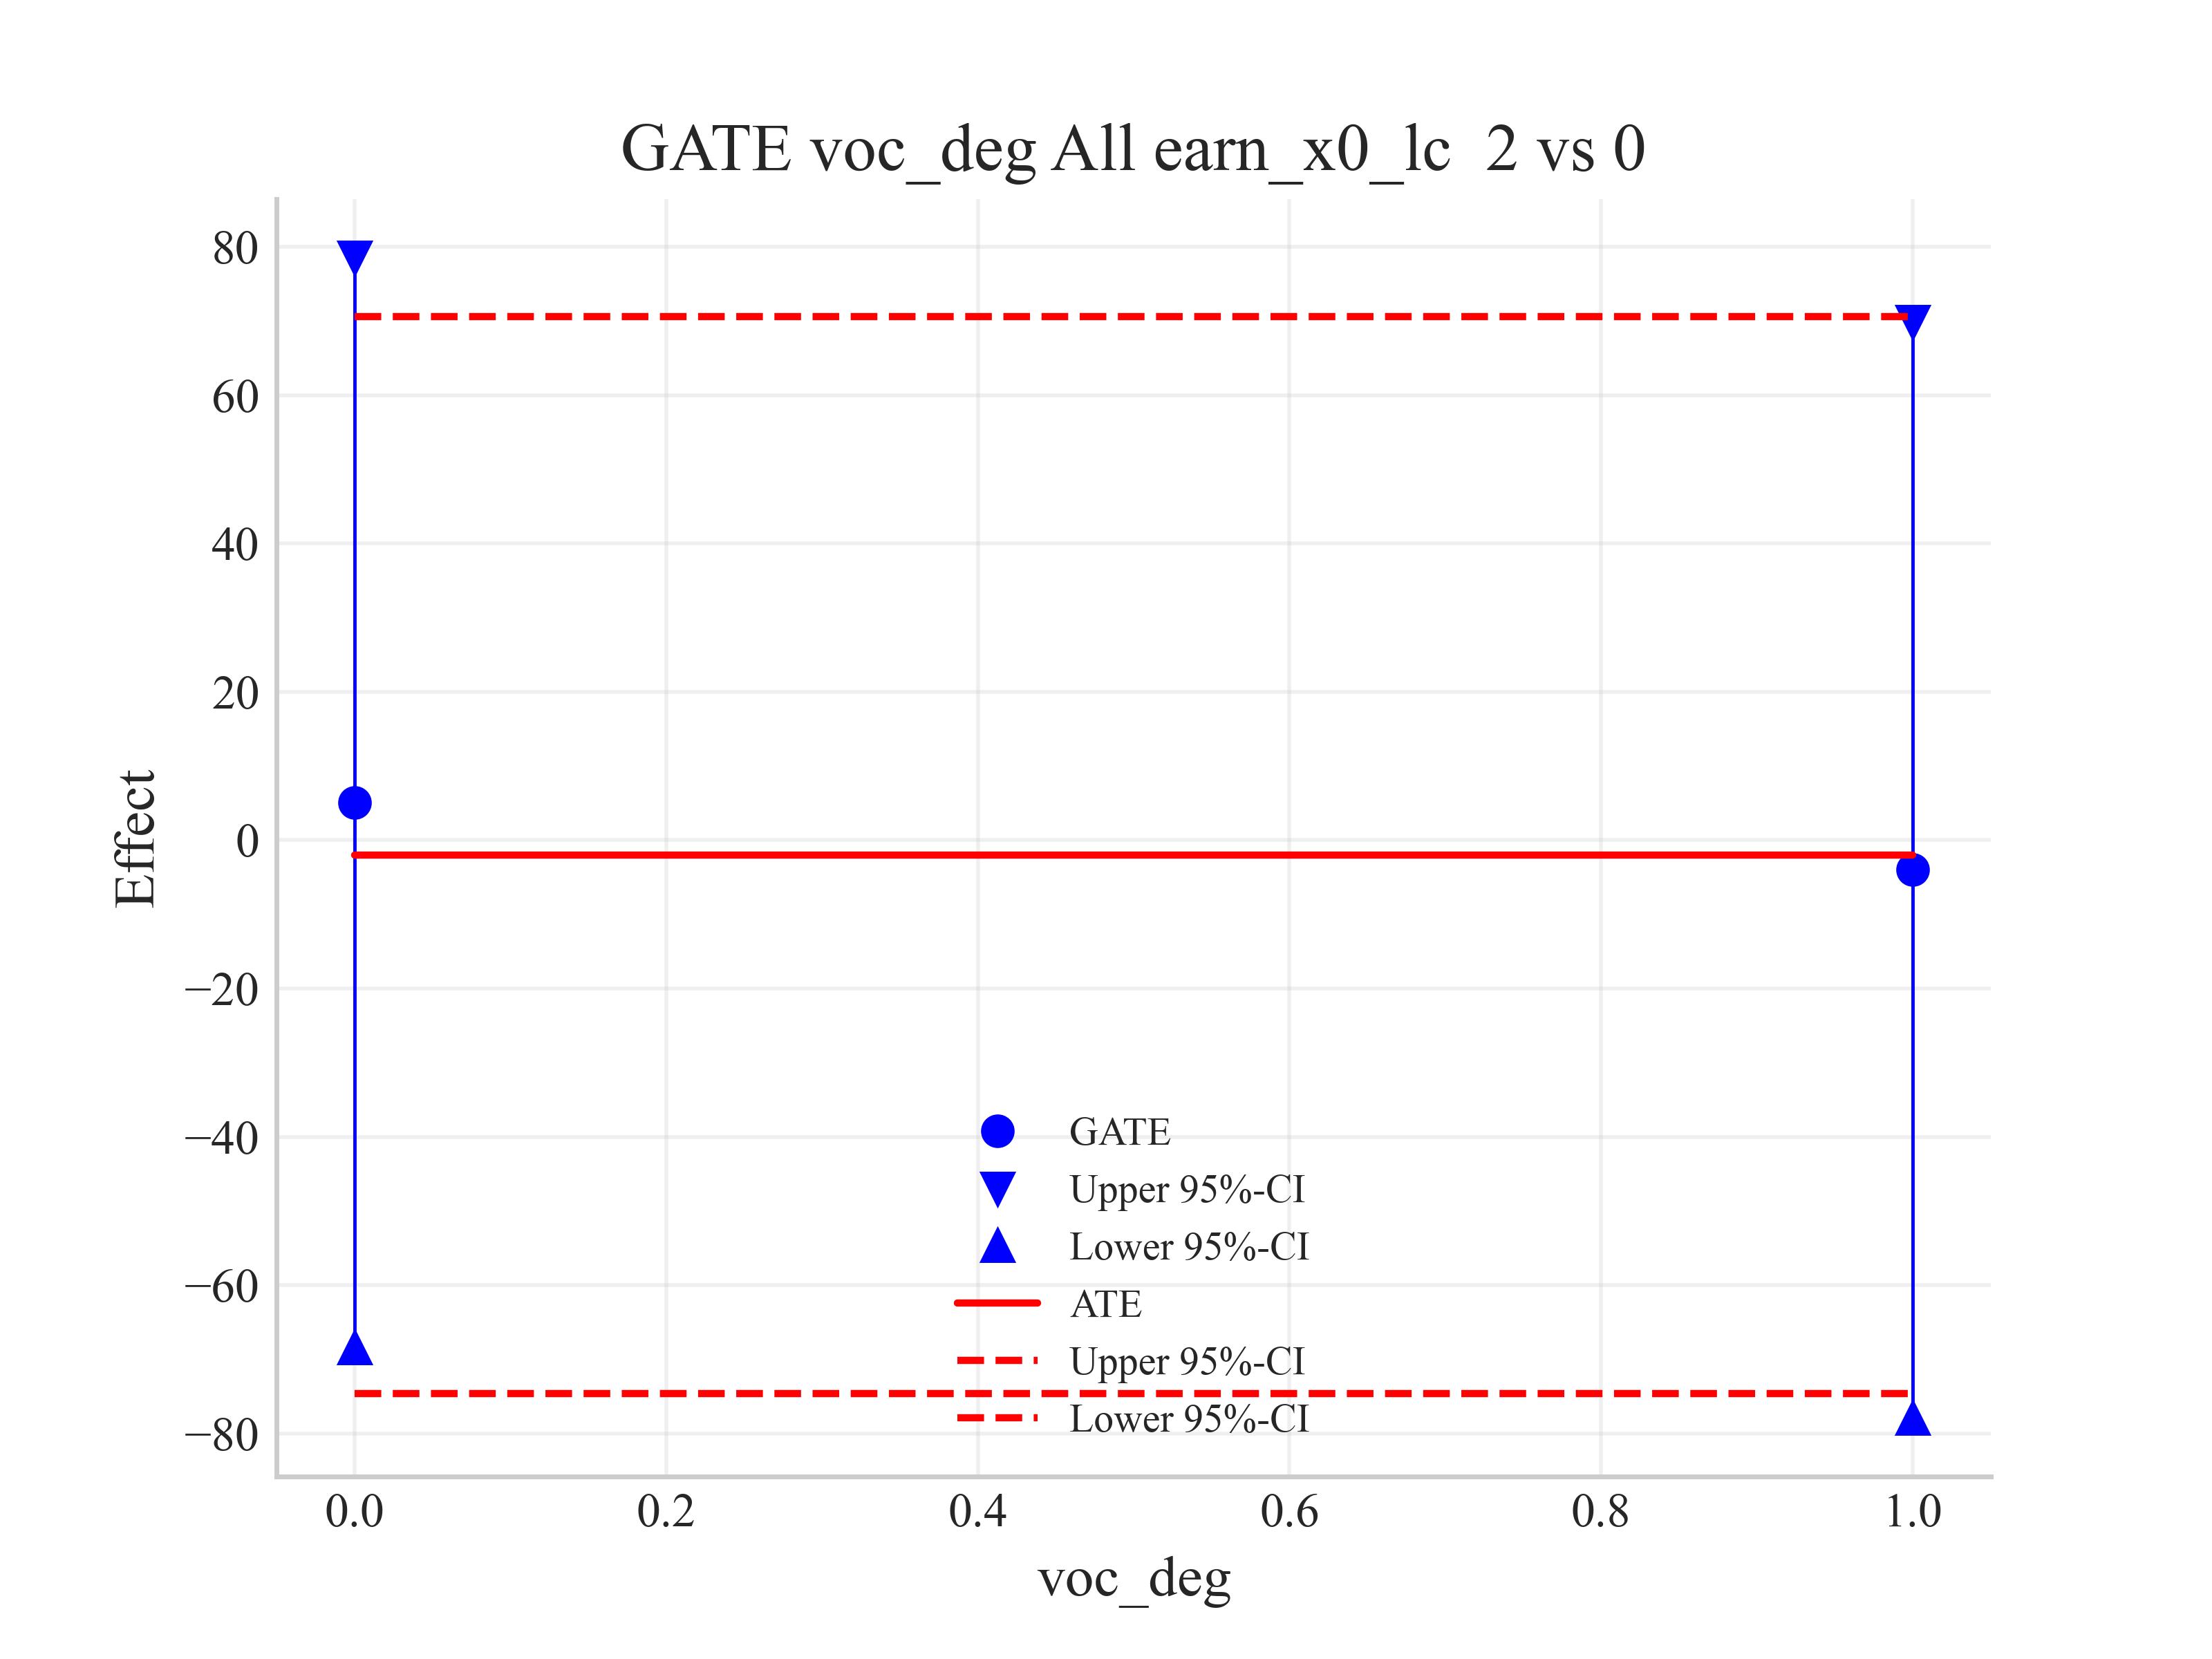 GATE voc_deg All earn_x0_lc  2 vs 0
80
60
40
20
0
−20
−40
−60
−80
Effect
GATE
Upper 95%-CI
Lower 95%-CI
ATE
Upper 95%-CI
Lower 95%-CI
0.0 0.2 0.4 0.6 0.8 1.0
voc_deg